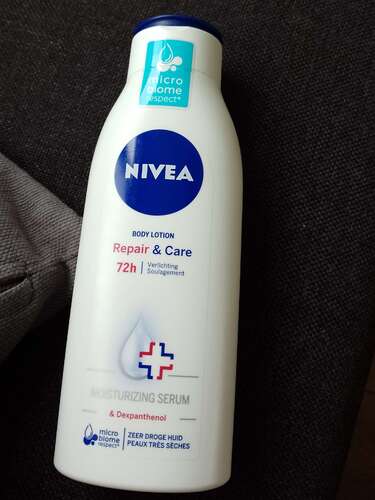 micro
biome
respect*
NIVEA
BODY LOTION
Repair & Care
72h Verlichting
Soulagement
MOISTURIZING SERUM
& Dexpanthenol
micro
biome
respect*
ZEER DROGE HUID
PEAUX TRÈS SÈCHES